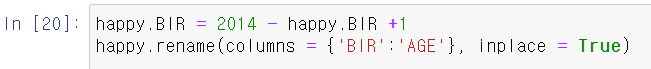 In [20]: happy.BIR = 2014 - happy.BIR +1
happy.rename(columns = {'BIR':'AGE'}, inplace = True)